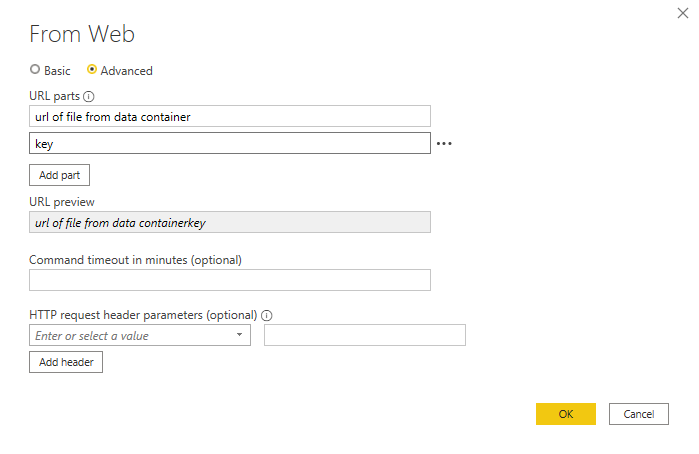 From Web
Basic Advanced
URL parts
url of file from data container
key
Add part
URL preview
url of file from data containerkey
Command timeout in minutes (optional)
HTTP request header parameters (optional)
Enter or select a value
Add header
OK Cancel